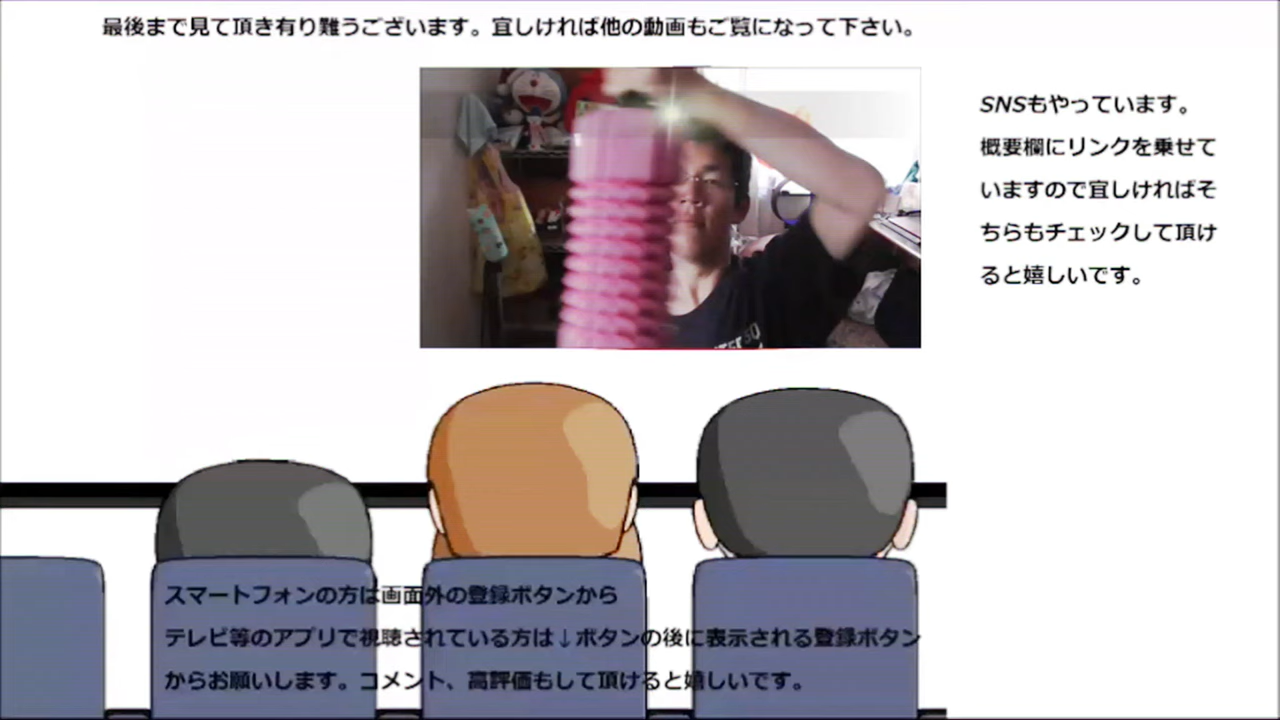 最後まで見て頂き有り難うございます。宜しければ他の動画もご覧になって下さい。
SNSもやっています。
概要欄にリンクを乗せて
いますので宜しければそ
ちらもチェックして頂け
ると嬉しいです。
スマートフォンの方は画面外の登録ボタンから
テレビ等のアプリで視聴されている方は↓ボタンの後に表示される登録ボタン
からお願いします。コメント、高評価もして頂けると嬉しいです。